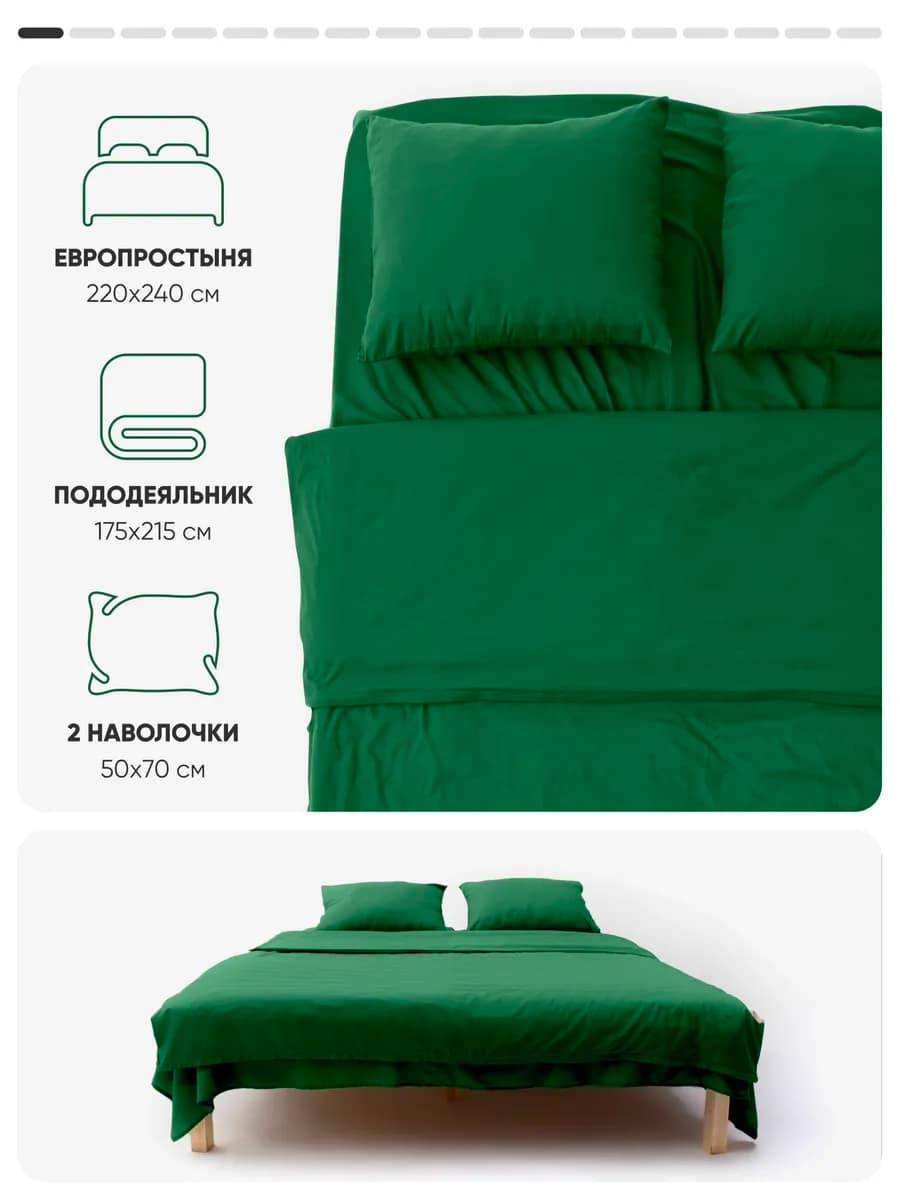 ЕВРОПРОСТЫНЯ
220х240 см
ПОДОДЕЯЛЬНИК
175х215 см
2 НАВОЛОЧКИ
50х70 см